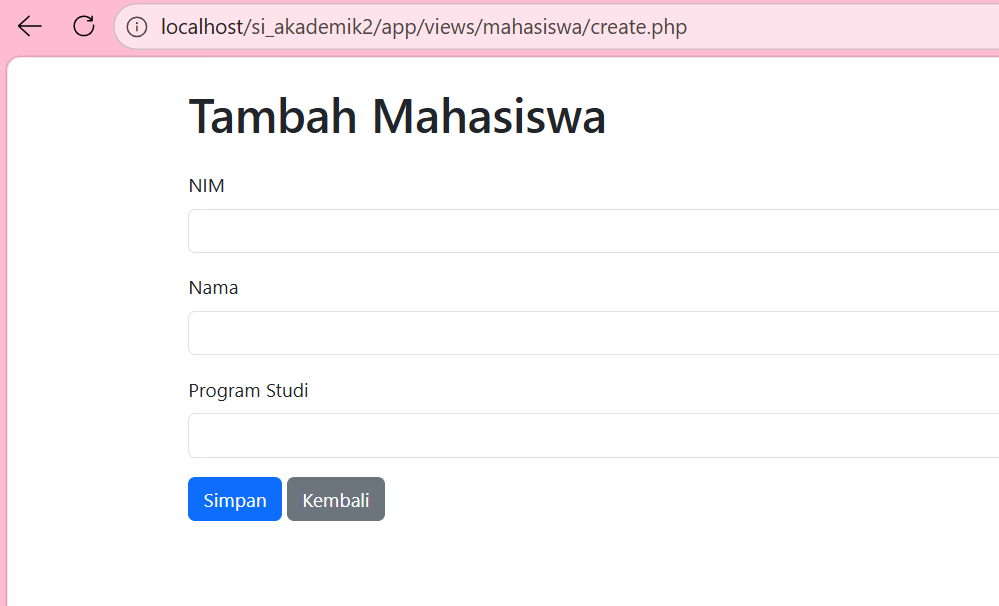 localhost/si_akademik2/app/views/mahasiswa/create.php
Tambah Mahasiswa
NIM
Nama
Program Studi
Simpan Kembali